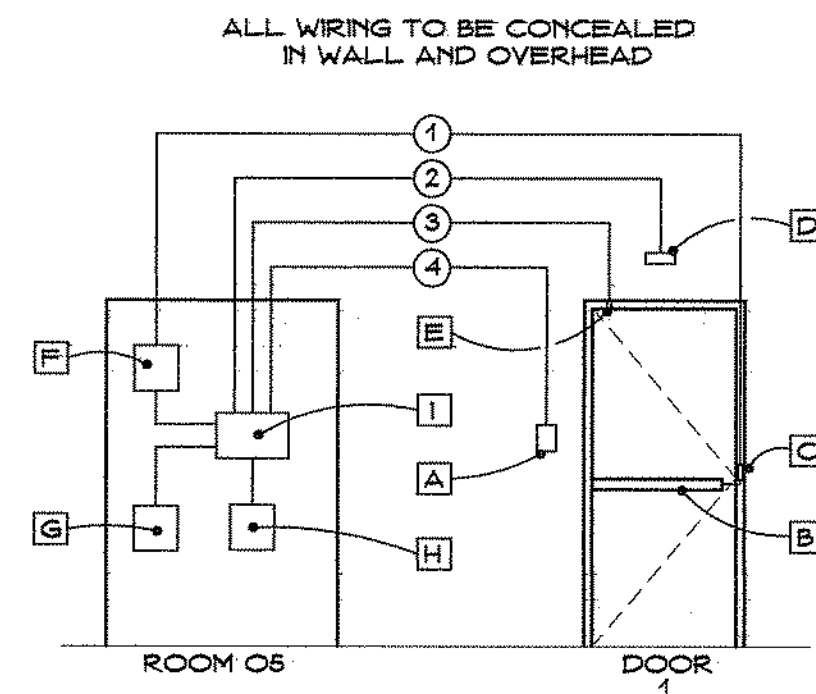 ALL WIRING TO BE CONCEALED
IN WALL AND OVERHEAD
1
2
3
4
D
E
F
I
C
A
G
H
B
ROOM 05
DOOR
1